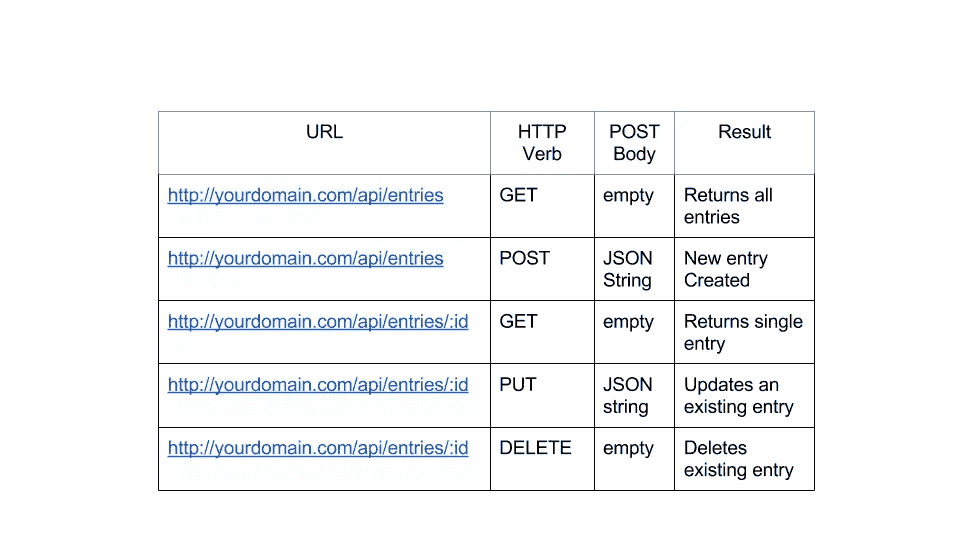 URL HTTP Verb POST Body Result
http://yourdomain.com/api/entries GET empty Returns all entries
http://yourdomain.com/api/entries POST JSON String New entry Created
http://yourdomain.com/api/entries/:id GET empty Returns single entry
http://yourdomain.com/api/entries/:id PUT JSON string Updates an existing entry
http://yourdomain.com/api/entries/:id DELETE empty Deletes existing entry